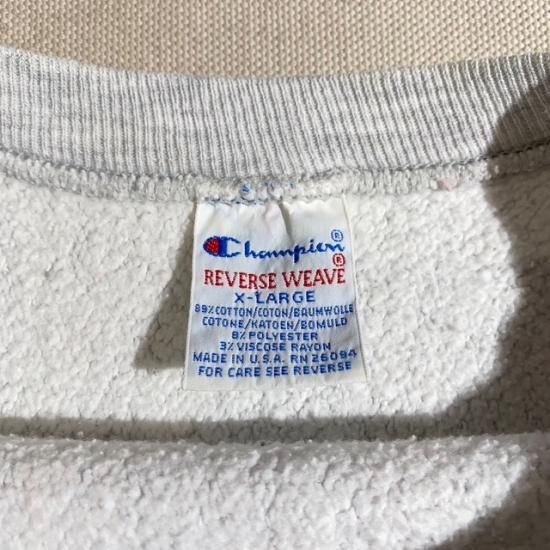 Champion®
REVERSE WEAVE®
X-LARGE
89% COTTON/COTON/BAUMWOLLE
COTONE/KATOEN/BOMULD
8% POLYESTER
3% VISCOSE RAYON
MADE IN U.S.A. RN 26094
FOR CARE SEE REVERSE